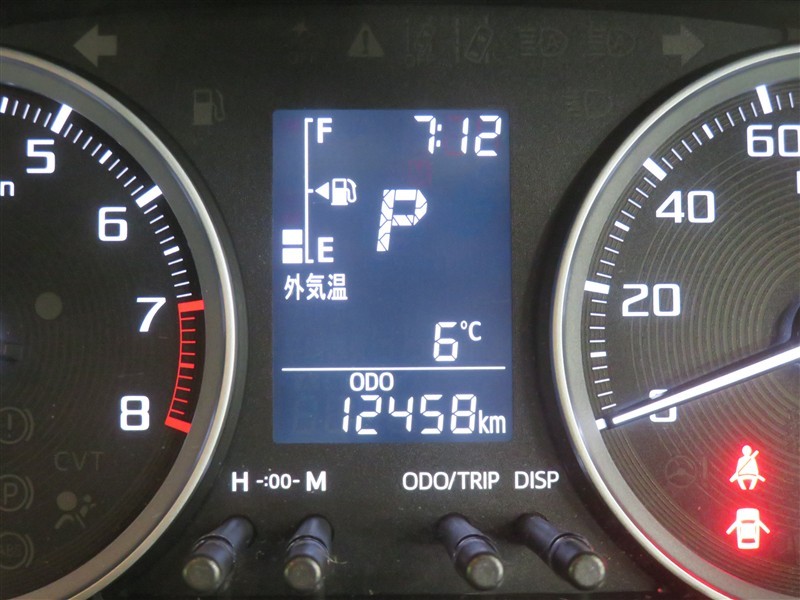 F
7:12
P
E
外気温
6°C
ODO
12458km
5
6
7
8
60
40
20
0
CVT
ABS
H -:00- M
ODO/TRIP DISP